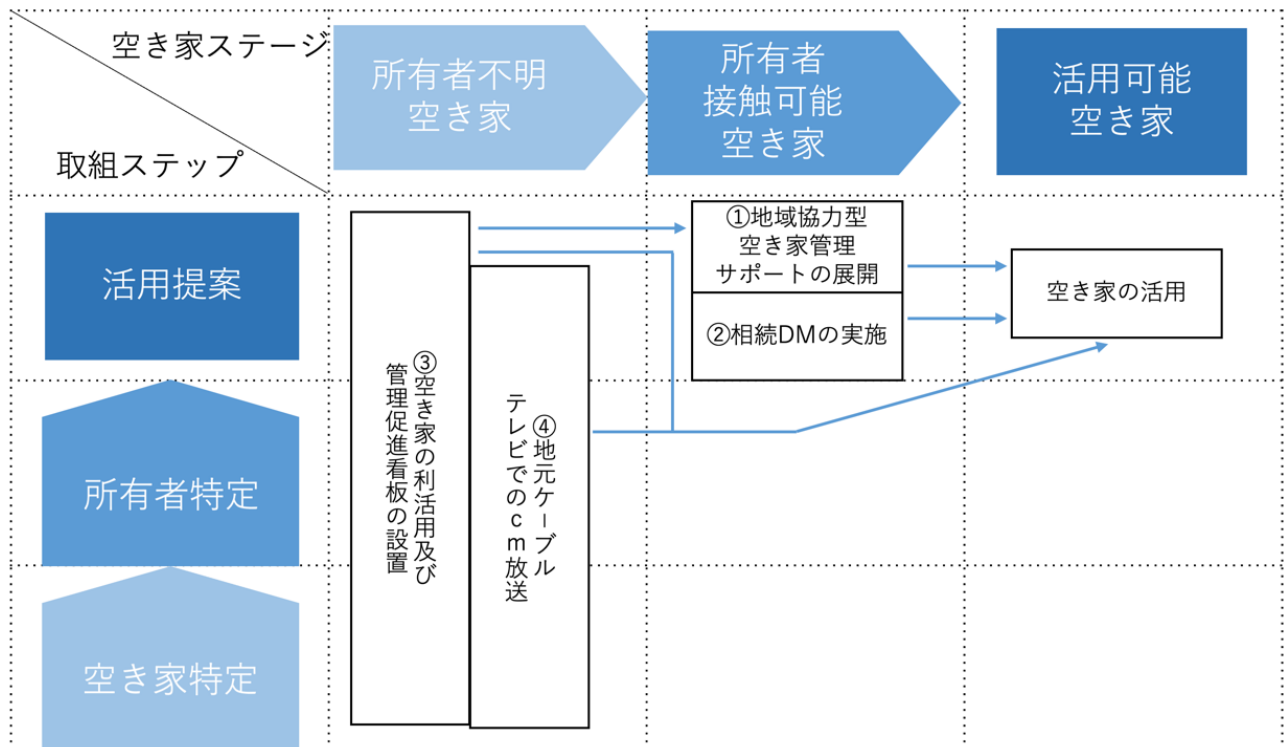 空き家ステージ
取組ステップ
所有者不明
空き家
所有者
接触可能
空き家
活用可能
空き家
活用提案
所有者特定
空き家特定
③空き家の利活用及び
管理促進看板の設置
④地元ケーブル
テレビでのcm放送
①地域協力型
空き家管理
サポートの展開
②相続DMの実施
空き家の活用